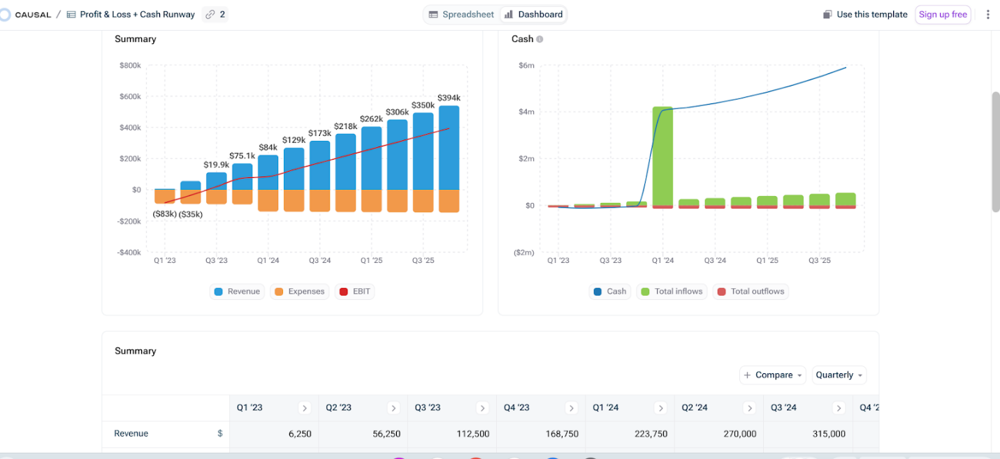 CAUSAL / Profit & Loss + Cash Runway 2 Spreadsheet Dashboard Use this template Sign up free
Summary
$800k
$600k
$400k
$200k
$0
-$200k
-$400k
($83k) ($35k) $19.9k $75.1k $84k $129k $173k $218k $262k $306k $350k $394k
Q1 '23 Q3 '23 Q1 '24 Q3 '24 Q1 '25 Q3 '25
Revenue Expenses EBIT
Cash
$6m
$4m
$2m
$0
($2m)
Q1 '23 Q3 '23 Q1 '24 Q3 '24 Q1 '25 Q3 '25
Cash Total inflows Total outflows
Summary
+ Compare Quarterly
Q1 '23 Q2 '23 Q3 '23 Q4 '23 Q1 '24 Q2 '24 Q3 '24 Q4 '2
Revenue $ 6,250 56,250 112,500 168,750 223,750 270,000 315,000